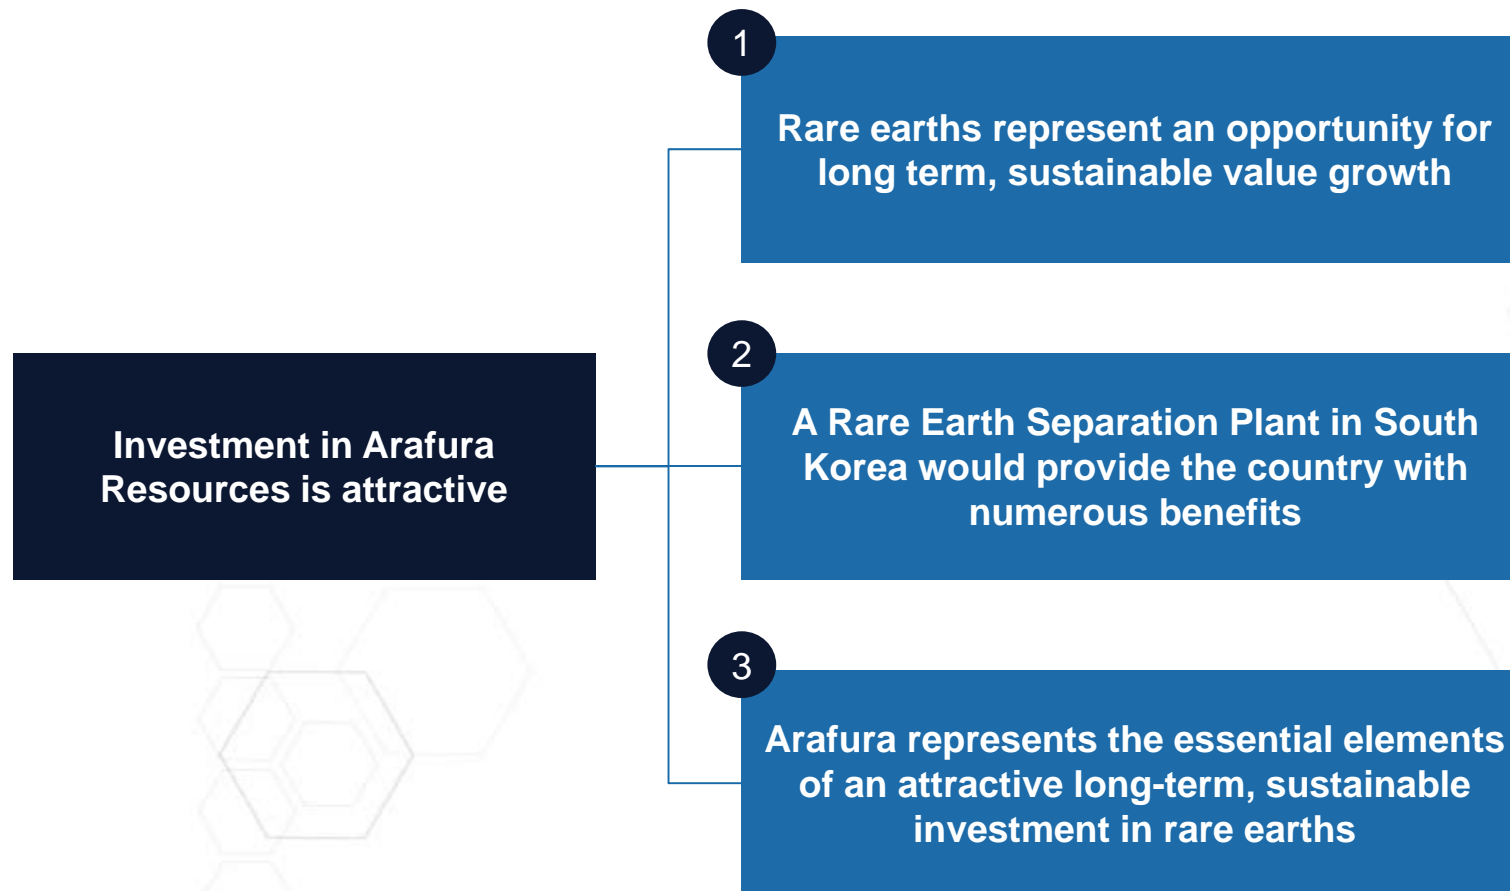 1
Rare earths represent an opportunity for
long term, sustainable value growth
Investment in Arafura
Resources is attractive
2
A Rare Earth Separation Plant in South
Korea would provide the country with
numerous benefits
3
Arafura represents the essential elements
of an attractive long-term, sustainable
investment in rare earths